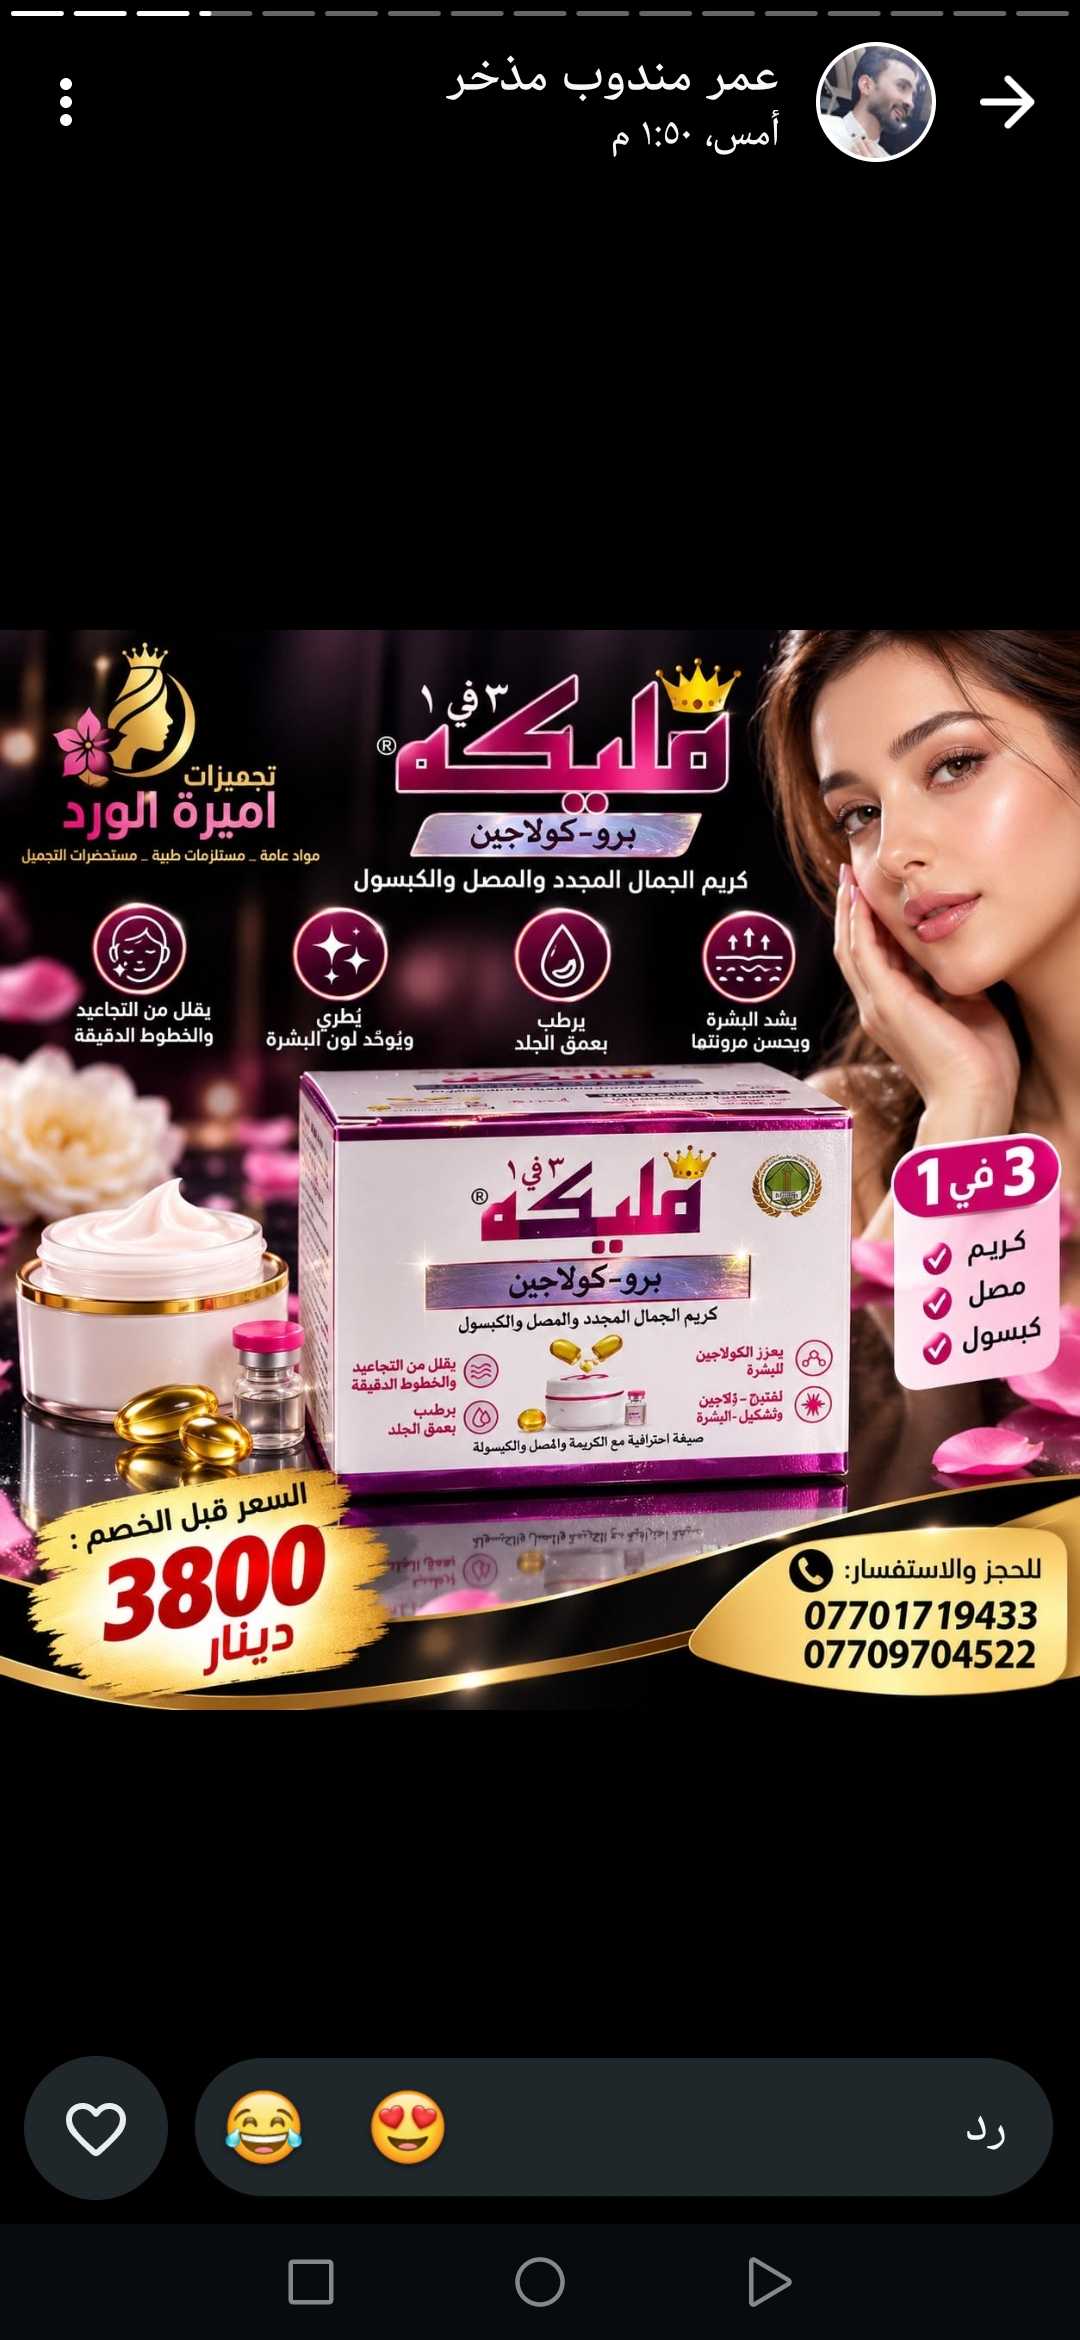 عمر مندوب مذخر
أمس، ١:٥٠ م
تجهيزات
اميرة الورد
مواد عامة _ مستلزمات طبية _ مستحضرات التجميل
٣ في ١
مليكه®
برو-كولاجين
كريم الجمال المجدد والمصل والكبسول
يشد البشرة
ويحسن مرونتها
يرطب
بعمق الجلد
يُطري
ويُوحّد لون البشرة
يقلل من التجاعيد
والخطوط الدقيقة
٣ في ١
مليكه®
برو-كولاجين
كريم الجمال المجدد والمصل والكبسول
يعزز الكولاجين
للبشرة
وتشكيل-البشرة
يقلل من التجاعيد
والخطوط الدقيقة
يرطب
بعمق الجلد
صيغة احترافية مع الكريمة والمصل والكبسولة
3 في 1
كريم
مصل
كبسول
السعر قبل الخصم :
3800
دينار
للحجز والاستفسار:
07701719433
07709704522
رد